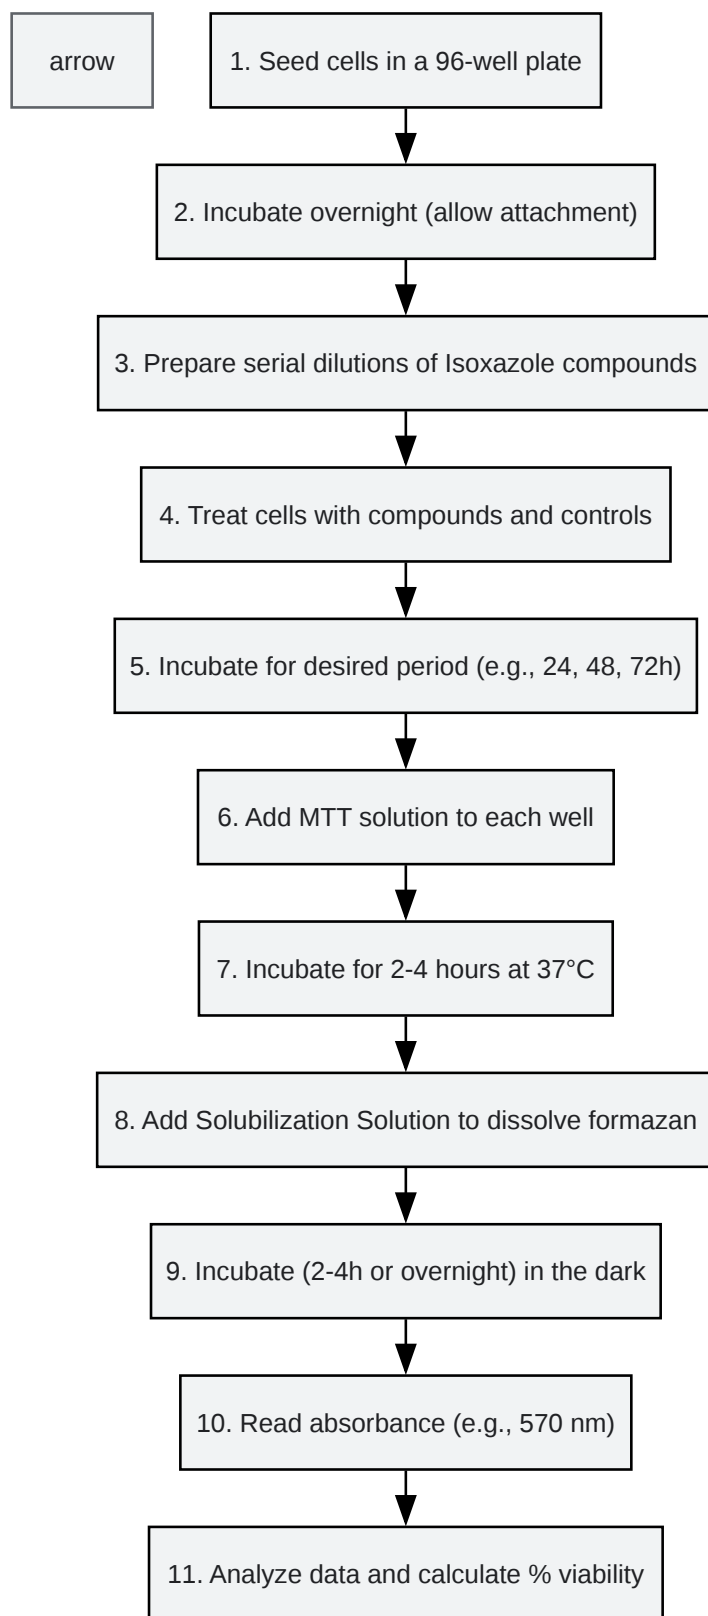 arrow
1. Seed cells in a 96-well plate
2. Incubate overnight (allow attachment)
3. Prepare serial dilutions of Isoxazole compounds
4. Treat cells with compounds and controls
5. Incubate for desired period (e.g., 24, 48, 72h)
6. Add MTT solution to each well
7. Incubate for 2-4 hours at 37°C
8. Add Solubilization Solution to dissolve formazan
9. Incubate (2-4h or overnight) in the dark
10. Read absorbance (e.g., 570 nm)
11. Analyze data and calculate % viability